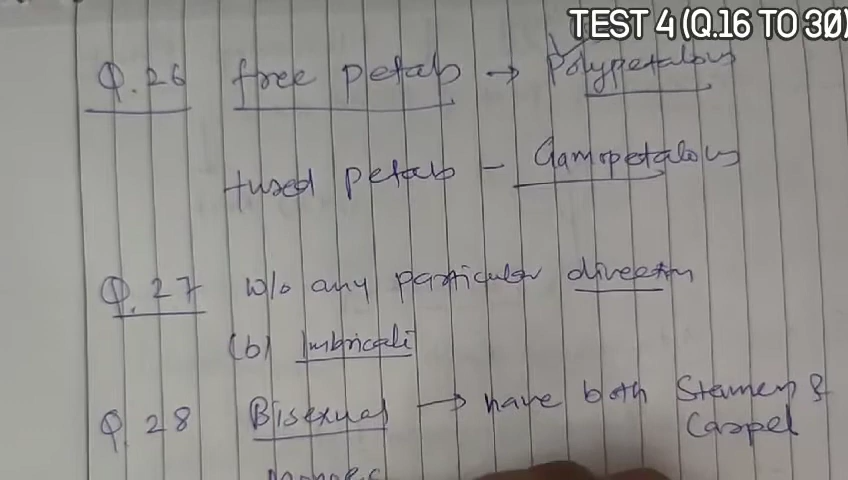 TEST 4 (Q.16 TO 30)
Q.26 free petals → Polypetalous
fused petals - Gamopetalous
Q.27 w/o any particular direction
(b) Imbricate
Q.28 Bisexual → have both Stamen &
Carpel